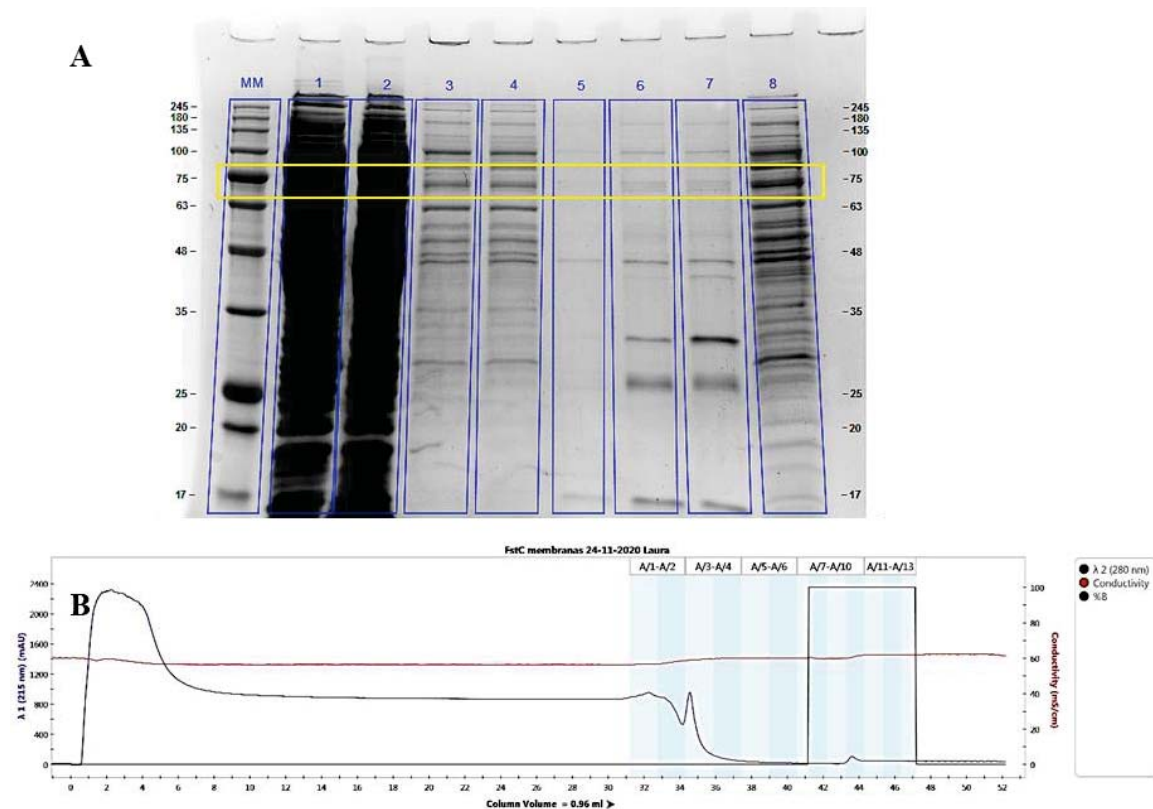 A
MM 1 2 3 4 5 6 7 8
245 245
180 180
135 135
100 100
75 75
63 63
48 48
35 35
25 25
20 20
17 17
FstC membranas 24-11-2020 Laura
A/1-A/2 A/3-A/4 A/5-A/6 A/7-A/10 A/11-A/13
B
λ 1 (215 nm) (mAU)
2400
2000
1600
1200
800
400
0
Conductivity (mS/cm)
100
80
60
40
20
0
λ 2 (280 nm)
Conductivity
%B
0 2 4 6 8 10 12 14 16 18 20 22 24 26 28 30 32 34 36 38 40 42 44 46 48 50 52
Column Volume = 0.96 ml ➤